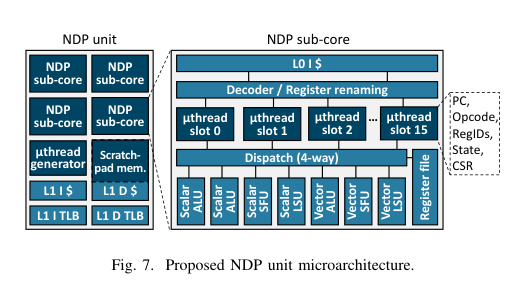 NDP unit
NDP sub-core
NDP
sub-core
NDP
sub-core
NDP
sub-core
NDP
sub-core
μthread
generator
Scratch-
pad mem.
L1 I $
L1 D $
L1 I TLB
L1 D TLB
L0 I $
Decoder / Register renaming
μthread
slot 0
μthread
slot 1
μthread
slot 2
...
μthread
slot 15
PC,
Opcode,
RegIDs,
State,
CSR
Dispatch (4-way)
Scalar
ALU
Scalar
ALU
Scalar
SFU
Scalar
LSU
Vector
ALU
Vector
SFU
Vector
LSU
Register file
Fig. 7. Proposed NDP unit microarchitecture.